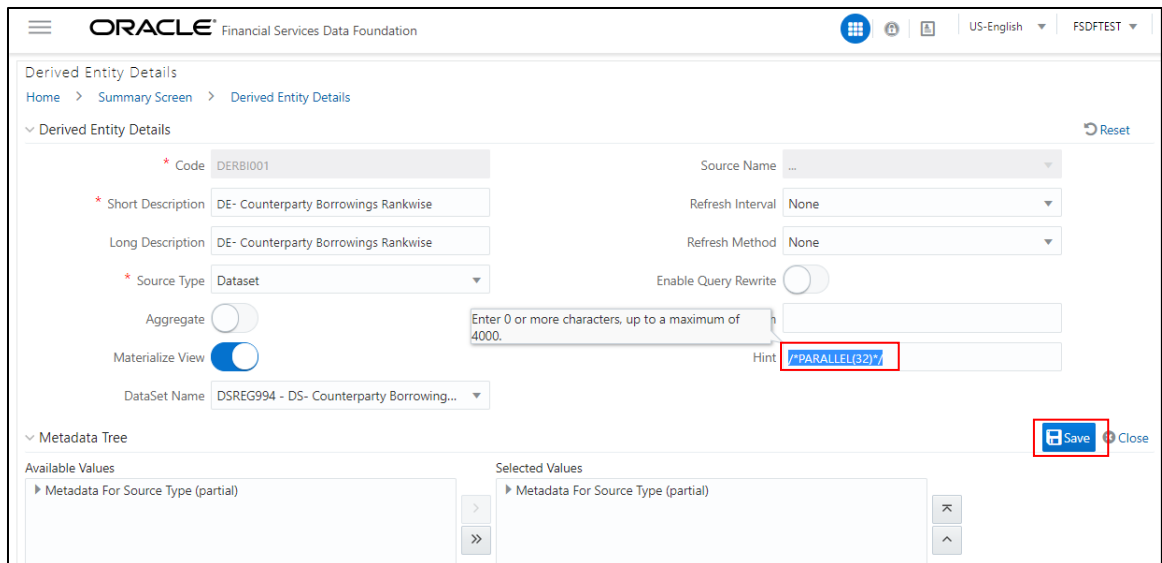 ORACLE® Financial Services Data Foundation
US-English
FSDFTEST
Derived Entity Details
Home > Summary Screen > Derived Entity Details
Derived Entity Details
Reset
* Code DERBI001
Source Name ...
* Short Description DE- Counterparty Borrowings Rankwise
Refresh Interval None
Long Description DE- Counterparty Borrowings Rankwise
Refresh Method None
* Source Type Dataset
Enable Query Rewrite
Aggregate
Enter 0 or more characters, up to a maximum of
4000.
Materialize View
Hint /*PARALLEL(32)*/
DataSet Name DSREG994 - DS- Counterparty Borrowing...
Metadata Tree
Save
Close
Available Values
Selected Values
Metadata For Source Type (partial)
Metadata For Source Type (partial)